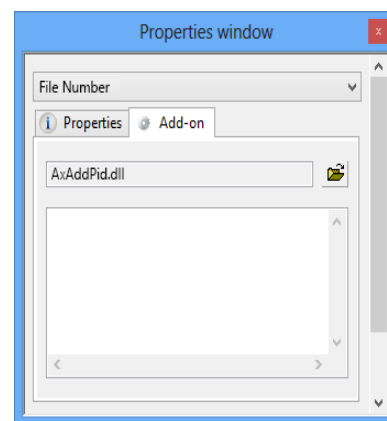 Properties window
x
File Number
i Properties Add-on
AxAddPid.dll